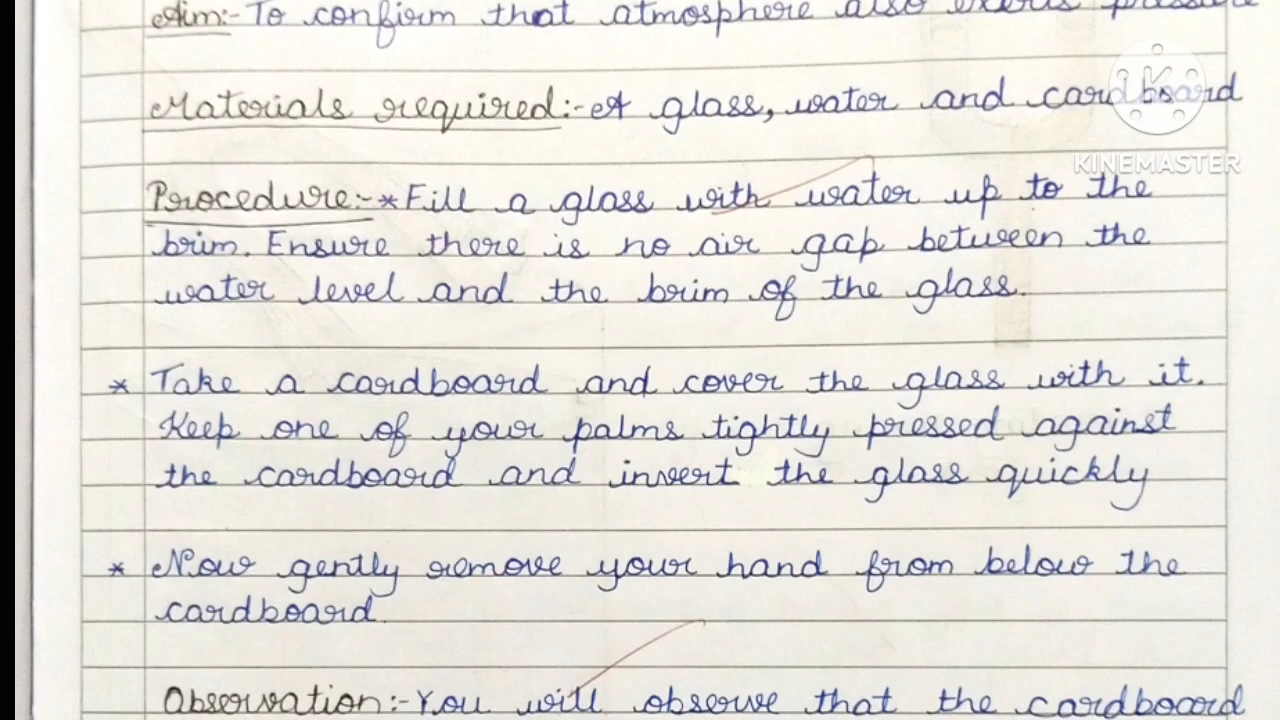 Aim:- To confirm that atmosphere also exerts pressure
Materials required:- A glass, water and cardboard
KINEMASTER
Procedure:- * Fill a glass with water up to the
brim. Ensure there is no air gap between the
water level and the brim of the glass.
* Take a cardboard and cover the glass with it.
Keep one of your palms tightly pressed against
the cardboard and invert the glass quickly
* Now gently remove your hand from below the
cardboard.
Observation:- You will observe that the cardboard